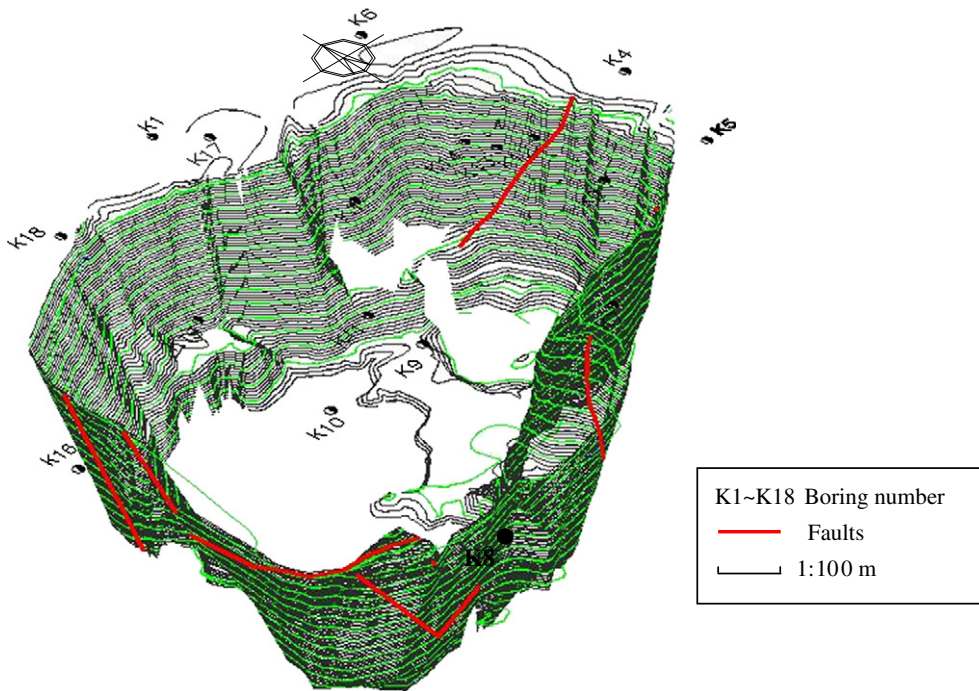 K6
K4
K5
K1
K17
K18
K9
K10
K16
K8
K1~K18 Boring number
Faults
1:100 m